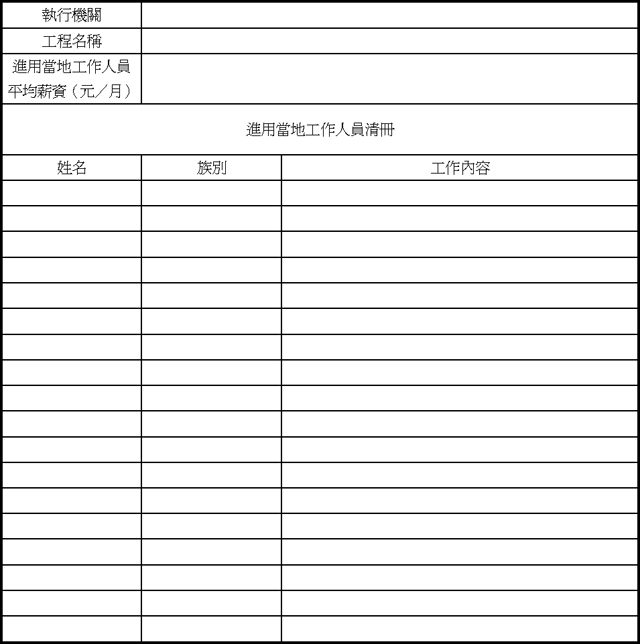 執行機關
工程名稱
進用當地工作人員
平均薪資（元／月）
進用當地工作人員清冊
姓名 族別 工作內容